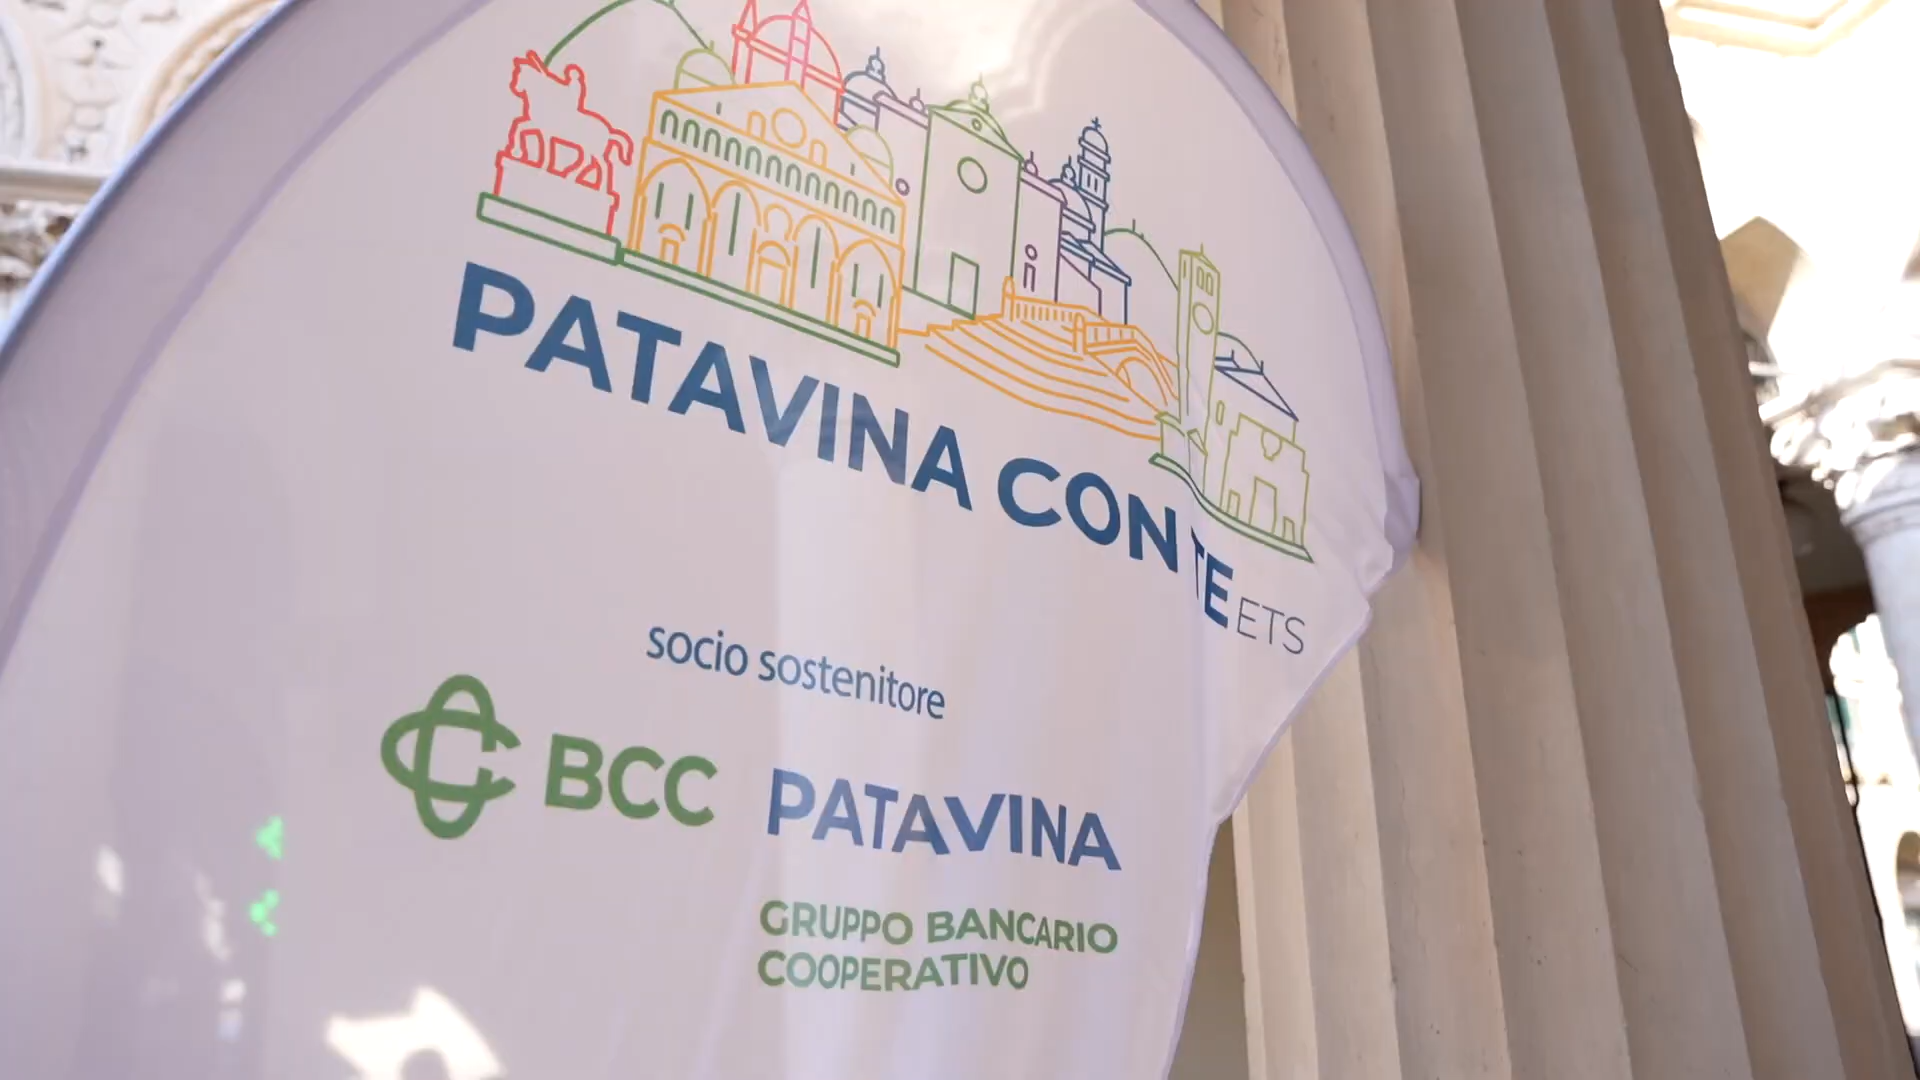 PATAVINA CON TE ETS
socio sostenitore
BCC PATAVINA
GRUPPO BANCARIO
COOPERATIVO